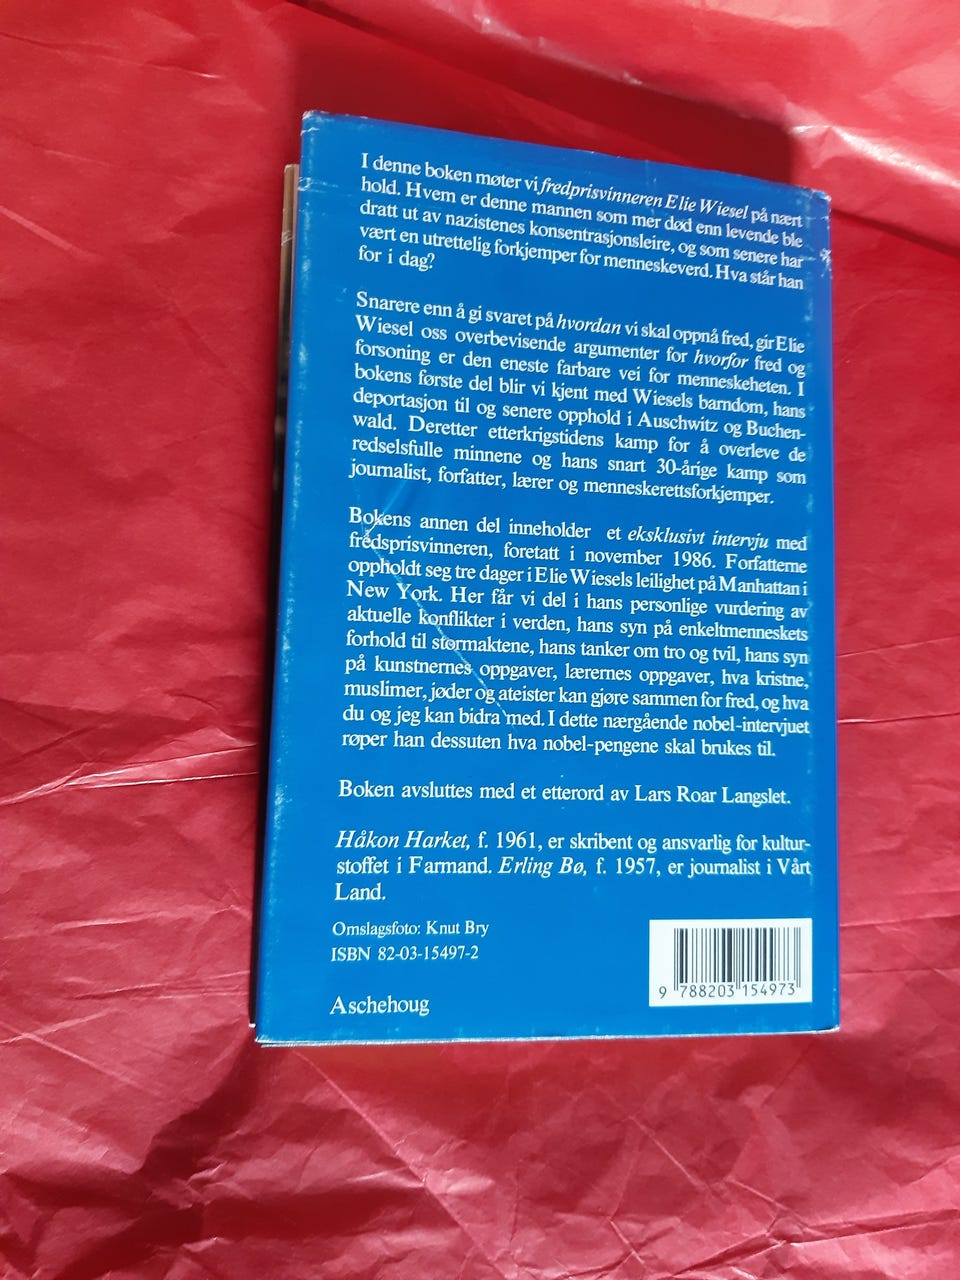 I denne boken møter vi fredprisvinneren Elie Wiesel på nært
hold. Hvem er denne mannen som mer død enn levende ble
dratt ut av nazistenes konsentrasjonsleire, og som senere har
vært en utrettelig forkjemper for menneskeverd. Hva står han
for i dag?
Snarere enn å gi svaret på hvordan vi skal oppnå fred, gir Elie
Wiesel oss overbevisende argumenter for hvorfor fred og
forsoning er den eneste farbare vei for menneskeheten. I
bokens første del blir vi kjent med Wiesels barndom, hans
deportasjon til og senere opphold i Auschwitz og Buchen-
wald. Deretter etterkrigstidens kamp for å overleve de
redselsfulle minnene og hans snart 30-årige kamp som
journalist, forfatter, lærer og menneskerettsforkjemper.
Bokens annen del inneholder et eksklusivt intervju med
fredsprisvinneren, foretatt i november 1986. Forfatterne
oppholdt seg tre dager i Elie Wiesels leilighet på Manhattan i
New York. Her får vi del i hans personlige vurdering av
aktuelle konflikter i verden, hans syn på enkeltmenneskets
forhold til stormaktene, hans tanker om tro og tvil, hans syn
på kunstnernes oppgaver, lærernes oppgaver, hva kristne,
muslimer, jøder og ateister kan gjøre sammen for fred, og hva
du og jeg kan bidra med. I dette nærgående nobel-intervjuet
røper han dessuten hva nobel-pengene skal brukes til.
Boken avsluttes med et etterord av Lars Roar Langslet.
Håkon Harket, f. 1961, er skribent og ansvarlig for kultur-
stoffet i Farmand. Erling Bø, f. 1957, er journalist i Vårt
Land.
Omslagsfoto: Knut Bry
ISBN 82-03-15497-2
Aschehoug
9 788203 154973